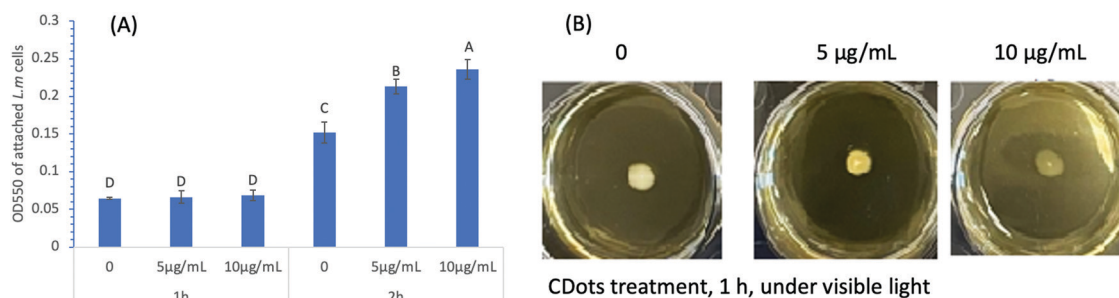 (A)
0.3
0.25
0.2
0.15
0.1
0.05
0
OD550 of attached L.m cells
D
D
D
C
B
A
0
5µg/mL
10µg/mL
0
5µg/mL
10µg/mL
1h
2h
(B)
0
5 µg/mL
10 µg/mL
CDots treatment, 1 h, under visible light